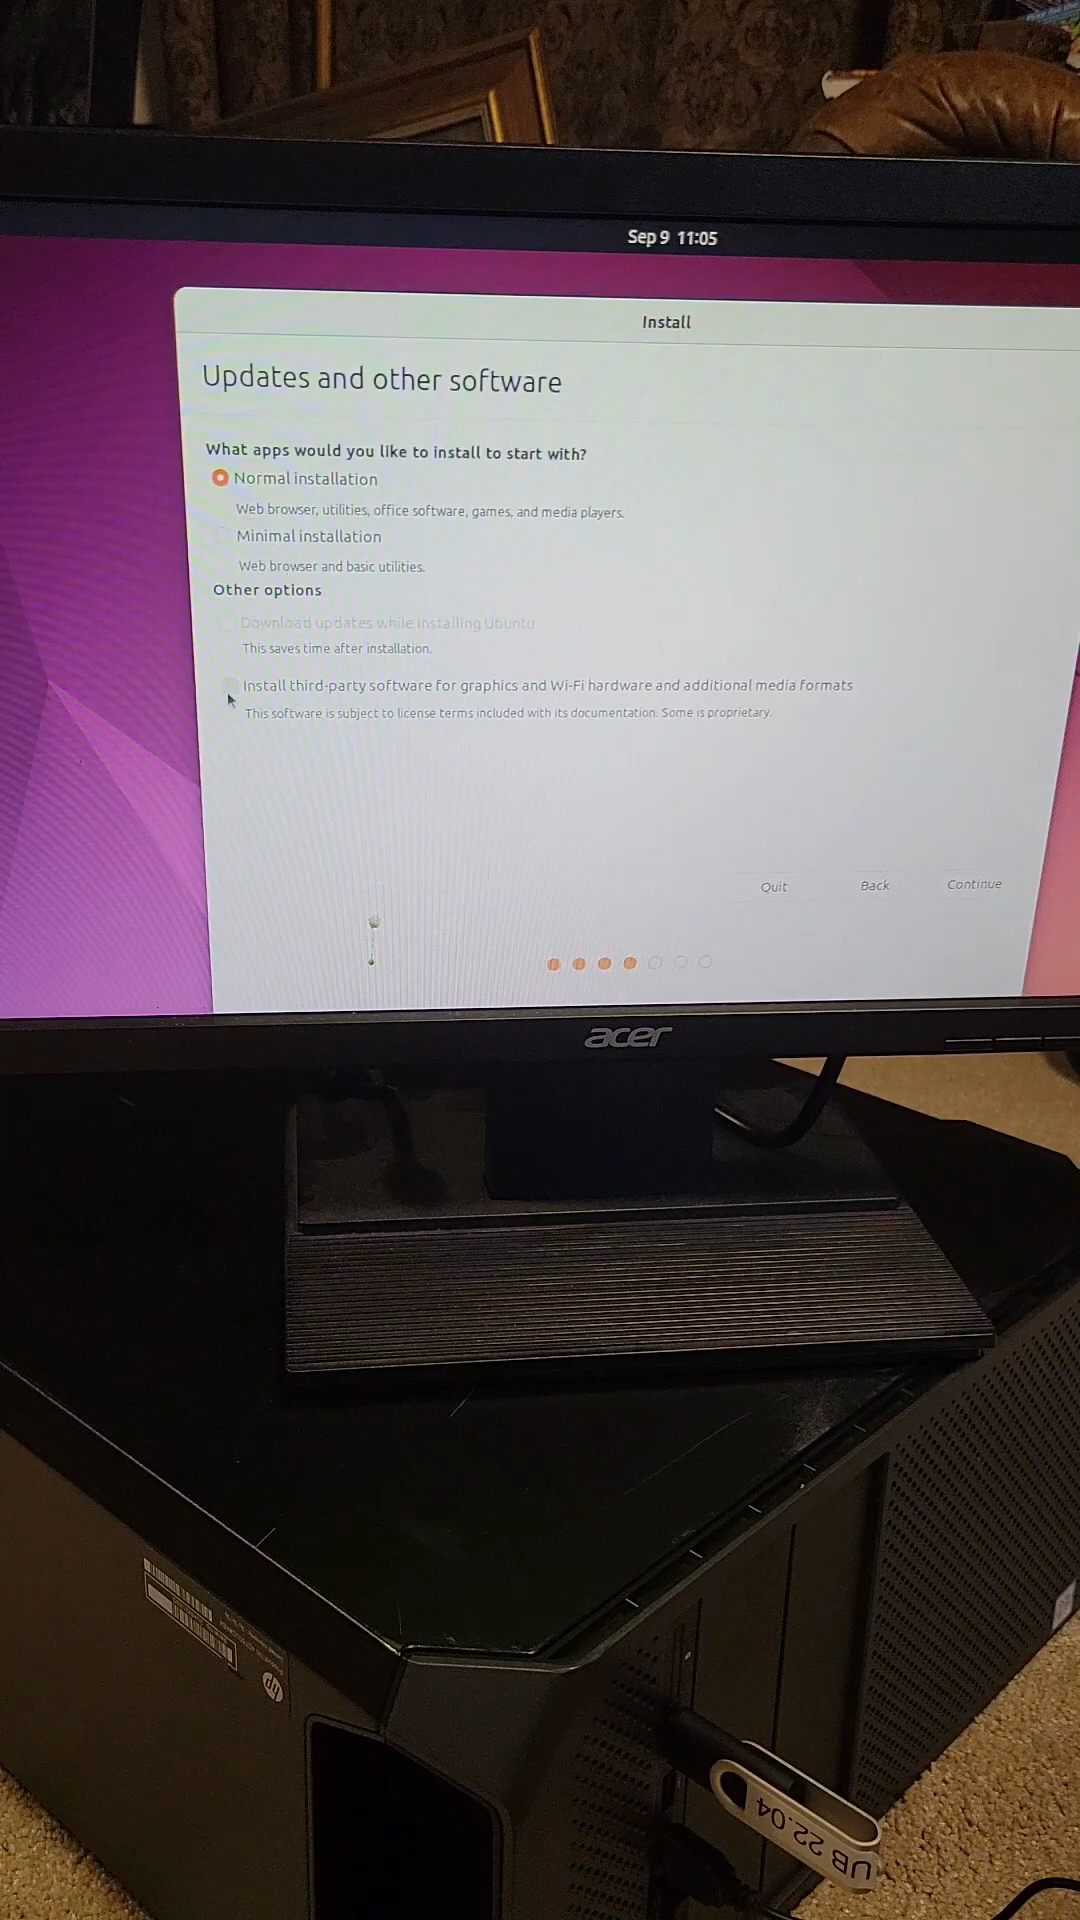 Sep 9 11:05
Install
Updates and other software
What apps would you like to install to start with?
Normal installation
Web browser, utilities, office software, games, and media players.
Minimal installation
Web browser and basic utilities.
Other options
Download updates while installing Ubuntu
This saves time after installation.
Install third-party software for graphics and Wi-Fi hardware and additional media formats
This software is subject to license terms included with its documentation. Some is proprietary.
Quit Back Continue
acer
hp
UB 22.04